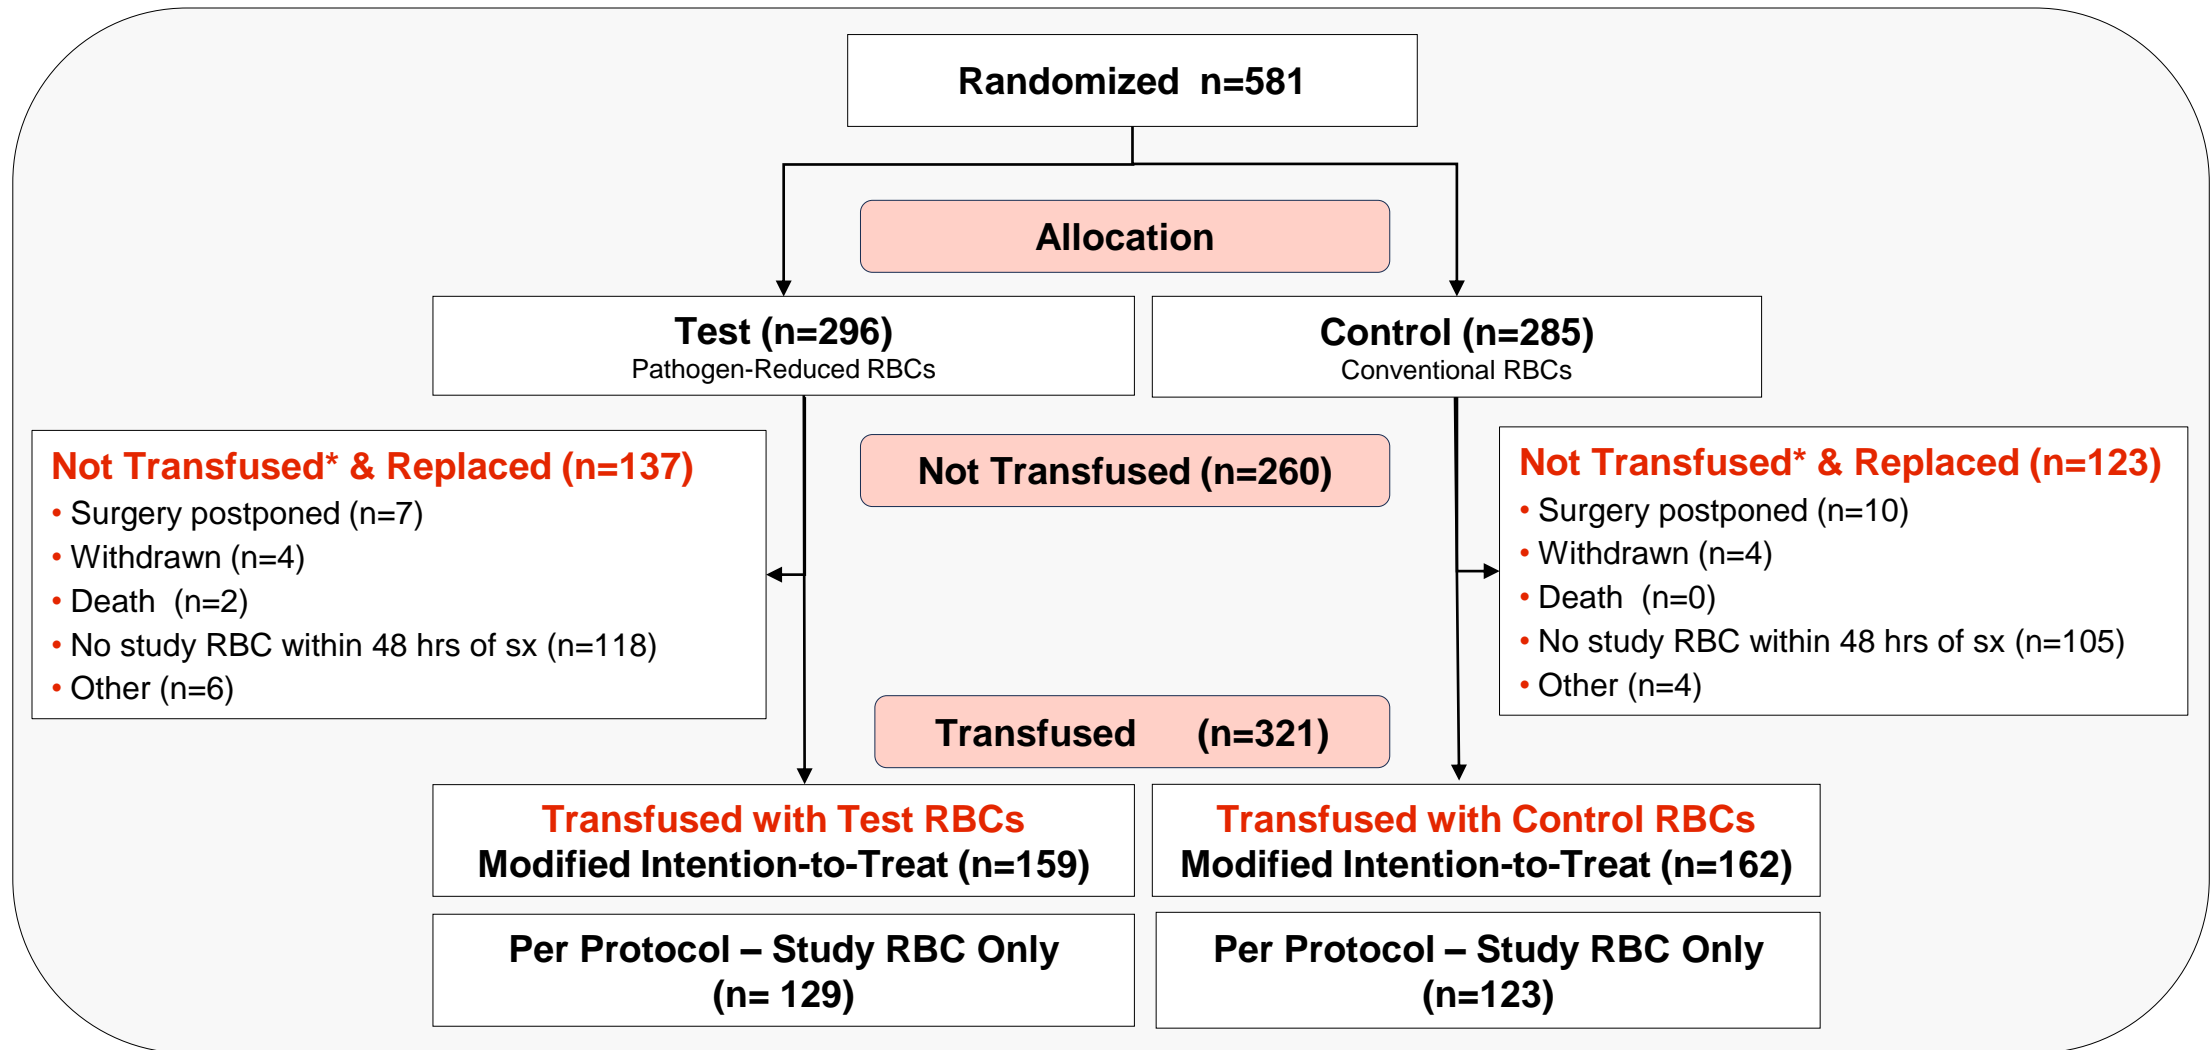 Randomized  n=581
Allocation
Test (n=296)
Pathogen-Reduced RBCs
Control (n=285)
Conventional RBCs
Not Transfused* & Replaced (n=137)
• Surgery postponed (n=7)
• Withdrawn (n=4)
• Death  (n=2)
• No study RBC within 48 hrs of sx (n=118)
• Other (n=6)
Not Transfused (n=260)
Not Transfused* & Replaced (n=123)
• Surgery postponed (n=10)
• Withdrawn (n=4)
• Death  (n=0)
• No study RBC within 48 hrs of sx (n=105)
• Other (n=4)
Transfused (n=321)
Transfused with Test RBCs
Modified Intention-to-Treat (n=159)
Transfused with Control RBCs
Modified Intention-to-Treat (n=162)
Per Protocol – Study RBC Only
(n= 129)
Per Protocol – Study RBC Only
(n=123)